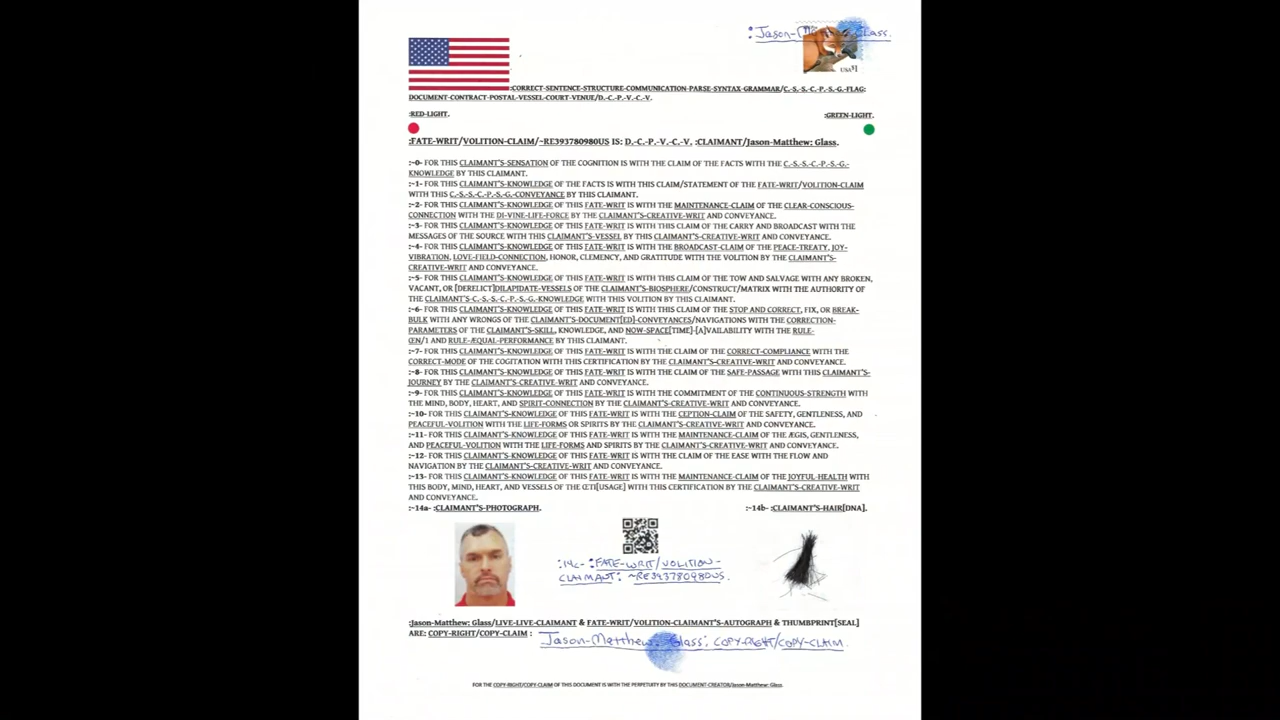 :Jason-Matthew: Glass.
USA $1
:CORRECT-SENTENCE-STRUCTURE-COMMUNICATION-PARSE-SYNTAX-GRAMMAR/C.-S.-S.-C.-P.-S.-G.-FLAG:
DOCUMENT-CONTRACT-POSTAL-VESSEL-COURT-VENUE/D.-C.-P.-V.-C.-V.
:RED-LIGHT.
:GREEN-LIGHT.
:FATE-WRIT/VOLITION-CLAIM/~RE393780980US IS: D.-C.-P.-V.-C.-V, :CLAIMANT/Jason-Matthew: Glass.
:~0- FOR THIS CLAIMANT'S-SENSATION OF THE COGNITION IS WITH THE CLAIM OF THE FACTS WITH THE C.-S.-S.-C.-P.-S.-G.-
KNOWLEDGE BY THIS CLAIMANT.
:~1- FOR THIS CLAIMANT'S-KNOWLEDGE OF THE FACTS IS WITH THIS CLAIM/STATEMENT OF THE FATE-WRIT/VOLITION-CLAIM
WITH THIS C.-S.-S.-C.-P.-S.-G.-CONVEYANCE BY THIS CLAIMANT.
:~2- FOR THIS CLAIMANT'S-KNOWLEDGE OF THIS FATE-WRIT IS WITH THE MAINTENANCE-CLAIM OF THE CLEAR-CONSCIOUS-
CONNECTION WITH THE DI-VINE-LIFE-FORCE BY THE CLAIMANT'S-CREATIVE-WRIT AND CONVEYANCE.
:~3- FOR THIS CLAIMANT'S-KNOWLEDGE OF THIS FATE-WRIT IS WITH THIS CLAIM OF THE CARRY AND BROADCAST WITH THE
MESSAGES OF THE SOURCE WITH THIS CLAIMANT'S-VESSEL BY THIS CLAIMANT'S-CREATIVE-WRIT AND CONVEYANCE.
:~4- FOR THIS CLAIMANT'S-KNOWLEDGE OF THIS FATE-WRIT IS WITH THE BROADCAST-CLAIM OF THE PEACE-TREATY, JOY-
VIBRATION, LOVE-FIELD-CONNECTION, HONOR, CLEMENCY, AND GRATITUDE WITH THE VOLITION BY THE CLAIMANT'S-
CREATIVE-WRIT AND CONVEYANCE.
:~5- FOR THIS CLAIMANT'S-KNOWLEDGE OF THIS FATE-WRIT IS WITH THIS CLAIM OF THE TOW AND SALVAGE WITH ANY BROKEN,
VACANT, OR [DERELICT]DILAPIDATE-VESSELS OF THE CLAIMANT'S-BIOSPHERE/CONSTRUCT/MATRIX WITH THE AUTHORITY OF
THE CLAIMANT'S-C.-S.-S.-C.-P.-S.-G.-KNOWLEDGE WITH THIS VOLITION BY THIS CLAIMANT.
:~6- FOR THIS CLAIMANT'S-KNOWLEDGE OF THIS FATE-WRIT IS WITH THIS CLAIM OF THE STOP AND CORRECT, FIX, OR BREAK-
BULK WITH ANY WRONGS OF THE CLAIMANT'S-DOCUMENT[ED]-CONVEYANCES/NAVIGATIONS WITH THE CORRECTION-
PARAMETERS OF THE CLAIMANT'S-SKILL, KNOWLEDGE, AND NOW-SPACE[TIME]-[A]VAILABILITY WITH THE RULE-
ŒN/1 AND RULE-ÆQUAL-PERFORMANCE BY THIS CLAIMANT.
:~7- FOR THIS CLAIMANT'S-KNOWLEDGE OF THIS FATE-WRIT IS WITH THE CLAIM OF THE CORRECT-COMPLIANCE WITH THE
CORRECT-MODE OF THE COGITATION WITH THIS CERTIFICATION BY THE CLAIMANT'S-CREATIVE-WRIT AND CONVEYANCE.
:~8- FOR THIS CLAIMANT'S-KNOWLEDGE OF THIS FATE-WRIT IS WITH THE CLAIM OF THE SAFE-PASSAGE WITH THIS CLAIMANT'S-
JOURNEY BY THE CLAIMANT'S-CREATIVE-WRIT AND CONVEYANCE.
:~9- FOR THIS CLAIMANT'S-KNOWLEDGE OF THIS FATE-WRIT IS WITH THE COMMITMENT OF THE CONTINUOUS-STRENGTH WITH
THE MIND, BODY, HEART, AND SPIRIT-CONNECTION BY THE CLAIMANT'S-CREATIVE-WRIT AND CONVEYANCE.
:~10- FOR THIS CLAIMANT'S-KNOWLEDGE OF THIS FATE-WRIT IS WITH THE CEPTION-CLAIM OF THE SAFETY, GENTLENESS, AND
PEACEFUL-VOLITION WITH THE LIFE-FORMS OR SPIRITS BY THE CLAIMANT'S-CREATIVE-WRIT AND CONVEYANCE.
:~11- FOR THIS CLAIMANT'S-KNOWLEDGE OF THIS FATE-WRIT IS WITH THE MAINTENANCE-CLAIM OF THE ÆGIS, GENTLENESS,
AND PEACEFUL-VOLITION WITH THE LIFE-FORMS AND SPIRITS BY THE CLAIMANT'S-CREATIVE-WRIT AND CONVEYANCE.
:~12- FOR THIS CLAIMANT'S-KNOWLEDGE OF THIS FATE-WRIT IS WITH THE CLAIM OF THE EASE WITH THE FLOW AND
NAVIGATION BY THE CLAIMANT'S-CREATIVE-WRIT AND CONVEYANCE.
:~13- FOR THIS CLAIMANT'S-KNOWLEDGE OF THIS FATE-WRIT IS WITH THE MAINTENANCE-CLAIM OF THE JOYFUL-HEALTH WITH
THIS BODY, MIND, HEART, AND VESSELS OF THE ŒTI[USAGE] WITH THIS CERTIFICATION BY THE CLAIMANT'S-CREATIVE-WRIT
AND CONVEYANCE.
:~14a- :CLAIMANT'S-PHOTOGRAPH.
:~14b- :CLAIMANT'S-HAIR[DNA].
:14c- :FATE-WRIT/VOLITION-
CLAIMANT: ~RE393780980US.
:Jason-Matthew: Glass/LIVE-LIVE-CLAIMANT & FATE-WRIT/VOLITION-CLAIMANT'S-AUTOGRAPH & THUMBPRINT[SEAL]
ARE: COPY-RIGHT/COPY-CLAIM :
Jason-Matthew: Glass; COPY-RIGHT/COPY-CLAIM.
FOR THE COPY-RIGHT/COPY-CLAIM OF THIS DOCUMENT IS WITH THE PERPETUITY BY THIS DOCUMENT-CREATOR/Jason-Matthew: Glass.